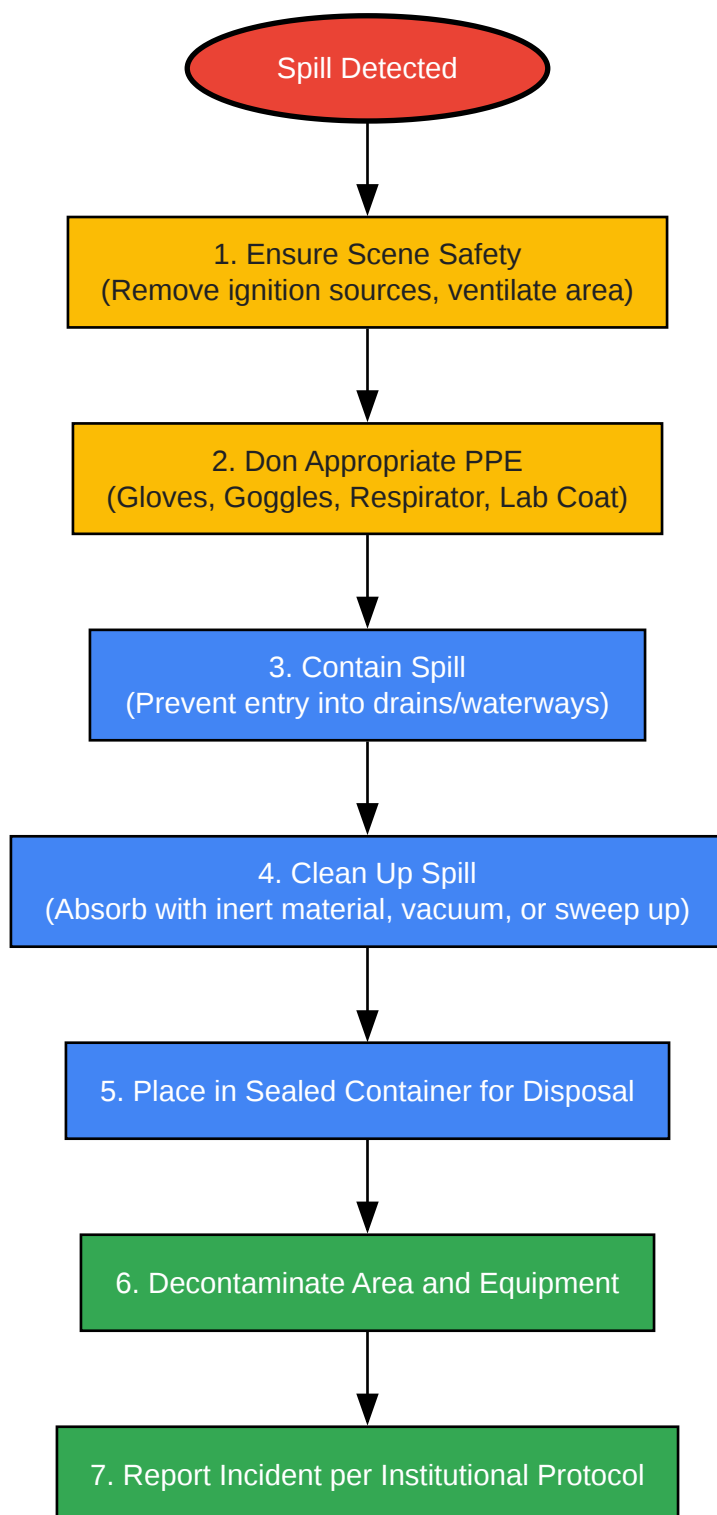 Spill Detected
1. Ensure Scene Safety
(Remove ignition sources, ventilate area)
2. Don Appropriate PPE
(Gloves, Goggles, Respirator, Lab Coat)
3. Contain Spill
(Prevent entry into drains/waterways)
4. Clean Up Spill
(Absorb with inert material, vacuum, or sweep up)
5. Place in Sealed Container for Disposal
6. Decontaminate Area and Equipment
7. Report Incident per Institutional Protocol